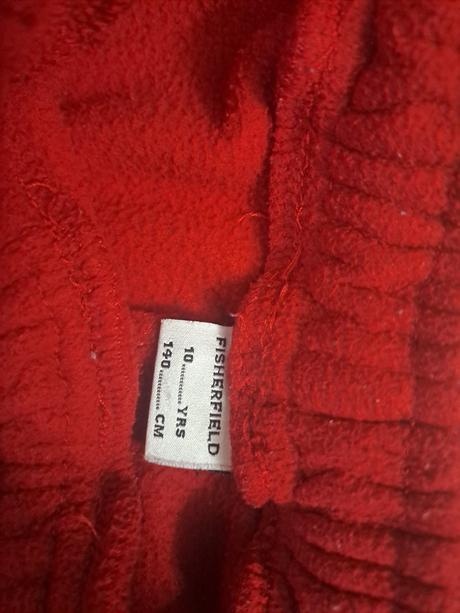 FISHERFIELD
10............ YRS
140............ CM